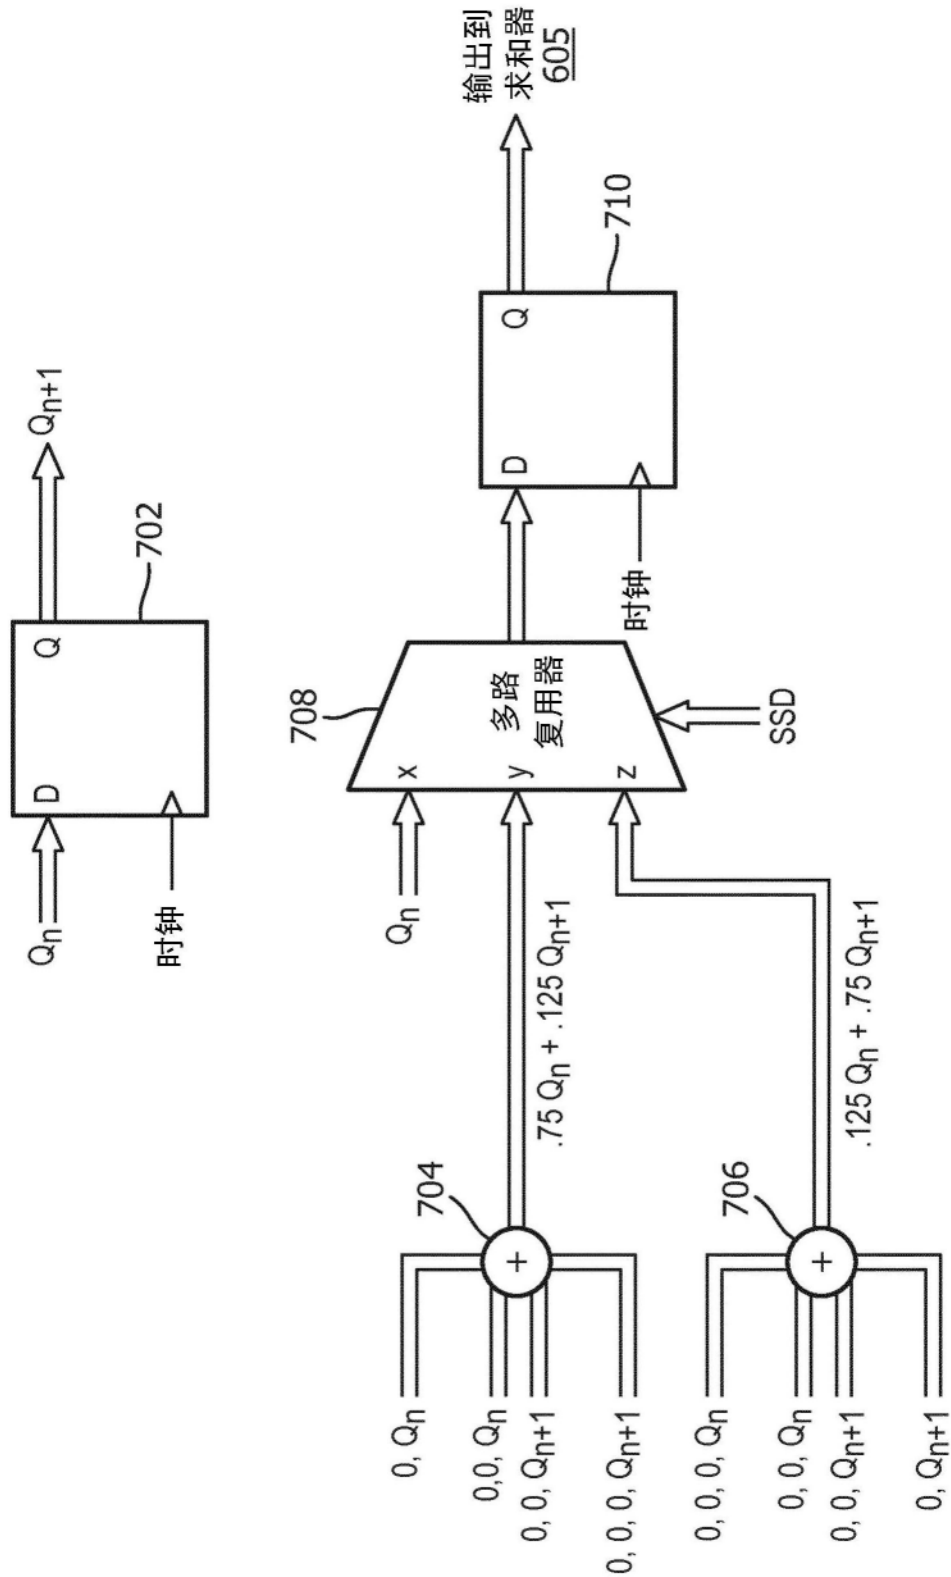 Qn
D
Q
Qn+1
702
时钟
708
Qn
x
y
z
多路
复用器
SSD
704
0, Qn
0,0, Qn
0, 0, Qn+1
0, 0, 0, Qn+1
.75 Qn + .125 Qn+1
706
0, 0, 0, Qn
0, 0, Qn
0, 0, Qn+1
0, Qn+1
.125 Qn + .75 Qn+1
D
Q
时钟
710
输出到
求和器
605
+
+